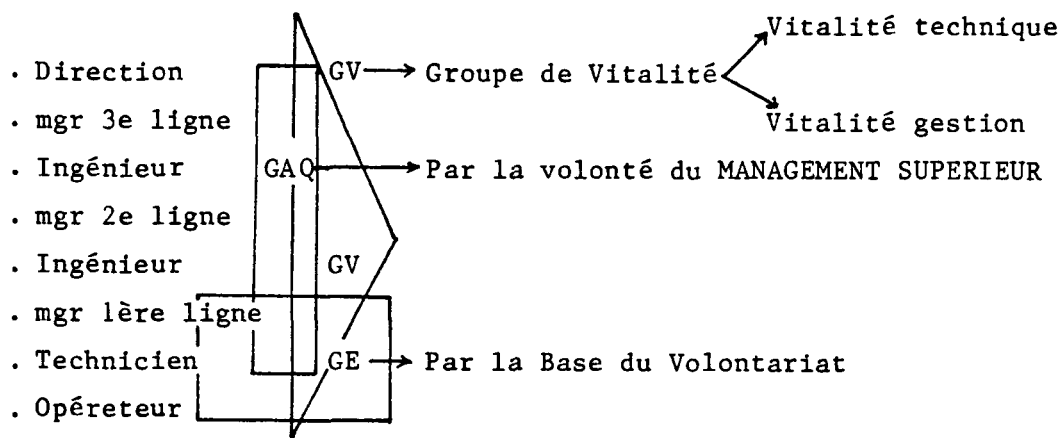 Vitalité technique
. Direction GV → Groupe de Vitalité
. mgr 3e ligne Vitalité gestion
. Ingénieur GAQ → Par la volonté du MANAGEMENT SUPERIEUR
. mgr 2e ligne
. Ingénieur GV
. mgr 1ère ligne
. Technicien GE → Par la Base du Volontariat
. Opéreteur